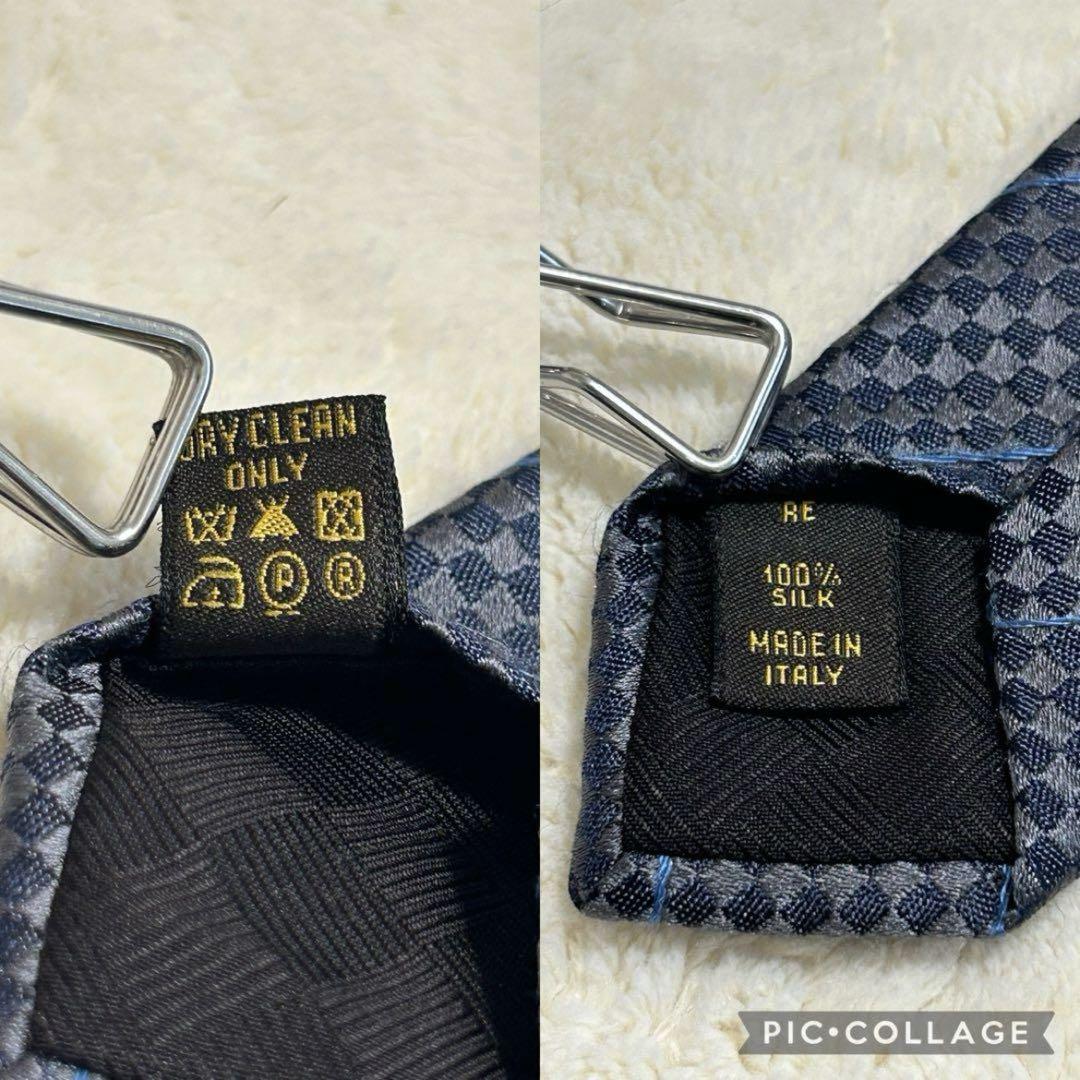 DRY CLEAN
ONLY
P R
RE
100%
SILK
MADE IN
ITALY
PIC•COLLAGE